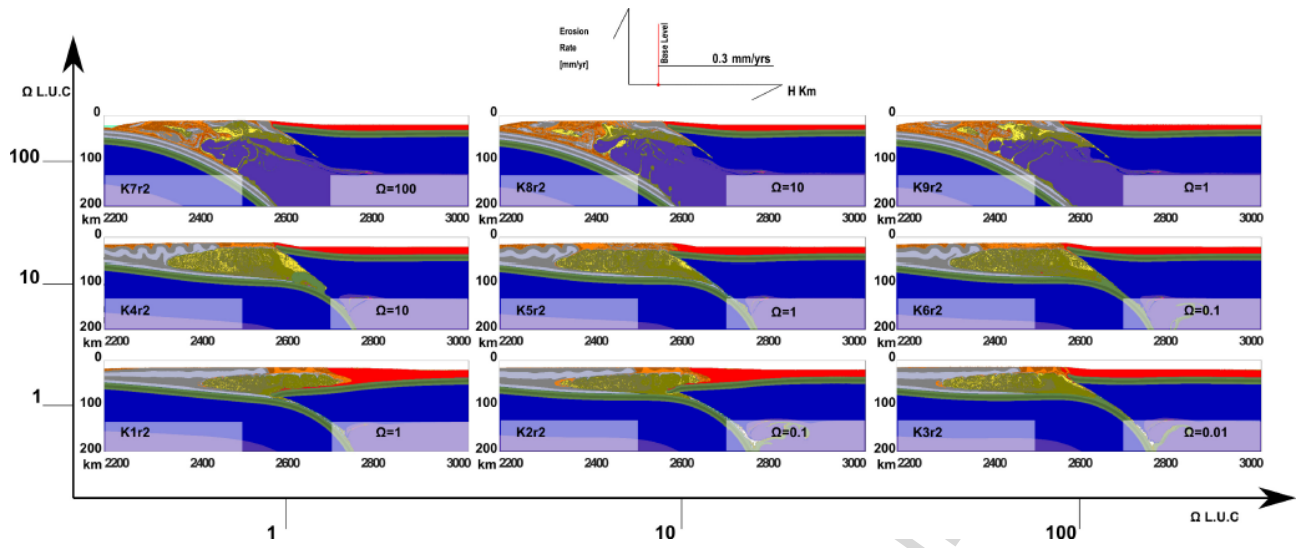 Erosion
Rate
[mm/yr]
Base Level
0.3 mm/yrs
H Km
Ω L.U.C
0
100
200
km
K7r2
Ω=100
2200
2400
2600
2800
3000
0
100
200
km
K8r2
Ω=10
2200
2400
2600
2800
3000
0
100
200
km
K9r2
Ω=1
2200
2400
2600
2800
3000
100
0
100
200
km
K4r2
Ω=10
2200
2400
2600
2800
3000
0
100
200
km
K5r2
Ω=1
2200
2400
2600
2800
3000
0
100
200
km
K6r2
Ω=0.1
2200
2400
2600
2800
3000
10
0
100
200
km
K1r2
Ω=1
2200
2400
2600
2800
3000
0
100
200
km
K2r2
Ω=0.1
2200
2400
2600
2800
3000
0
100
200
km
K3r2
Ω=0.01
2200
2400
2600
2800
3000
1
Ω L.U.C
1
10
100